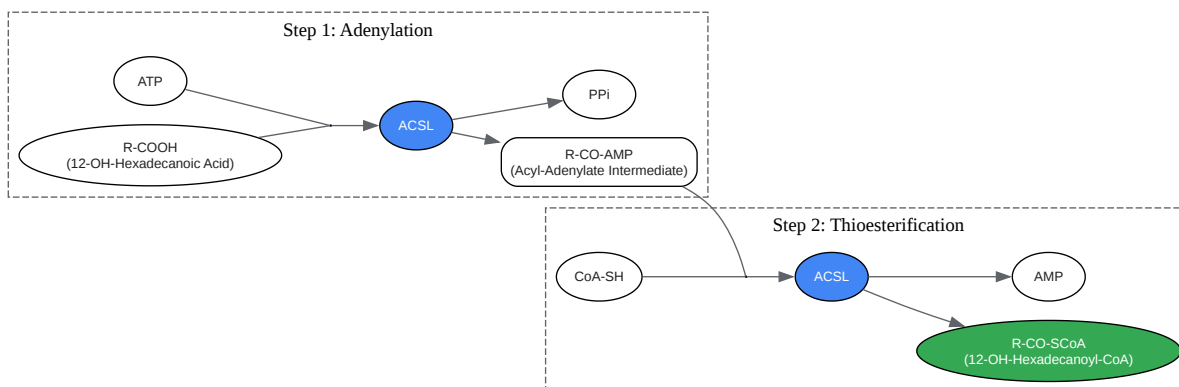 Step 1: Adenylation
ATP
PPi
ACSL
R-COOH
(12-OH-Hexadecanoic Acid)
R-CO-AMP
(Acyl-Adenylate Intermediate)
Step 2: Thioesterification
CoA-SH
ACSL
AMP
R-CO-SCoA
(12-OH-Hexadecanoyl-CoA)